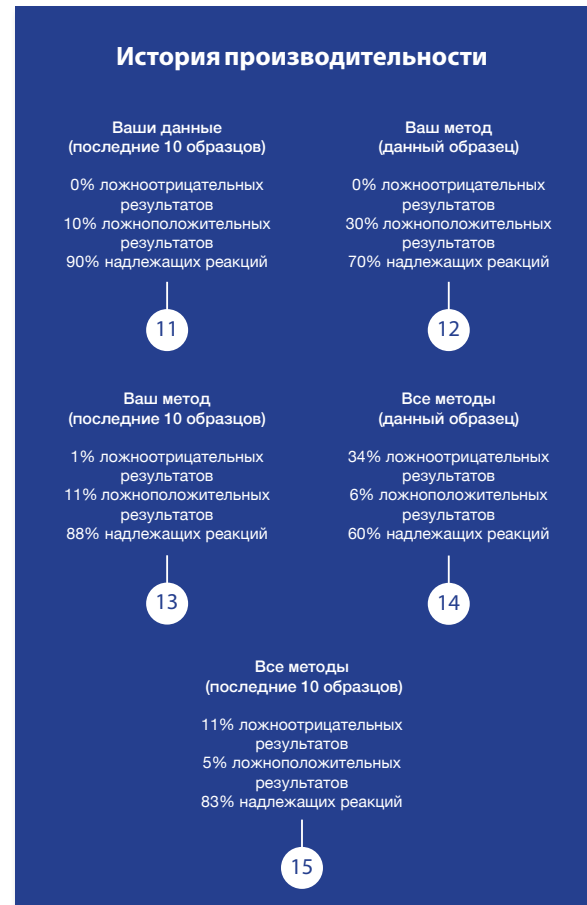 История производительности
Ваши данные
(последние 10 образцов)
0% ложноотрицательных
результатов
10% ложноположительных
результатов
90% надлежащих реакций
11
Ваш метод
(данный образец)
0% ложноотрицательных
результатов
30% ложноположительных
результатов
70% надлежащих реакций
12
Ваш метод
(последние 10 образцов)
1% ложноотрицательных
результатов
11% ложноположительных
результатов
88% надлежащих реакций
13
Все методы
(данный образец)
34% ложноотрицательных
результатов
6% ложноположительных
результатов
60% надлежащих реакций
14
Все методы
(последние 10 образцов)
11% ложноотрицательных
результатов
5% ложноположительных
результатов
83% надлежащих реакций
15